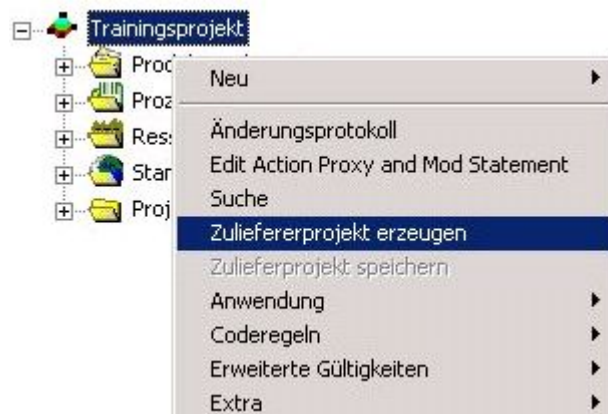 Trainingsprojekt
Neu
Änderungsprotokoll
Edit Action Proxy and Mod Statement
Suche
Zuliefererprojekt erzeugen
Zulieferprojekt speichern
Anwendung
Coderegeln
Erweiterte Gültigkeiten
Extra